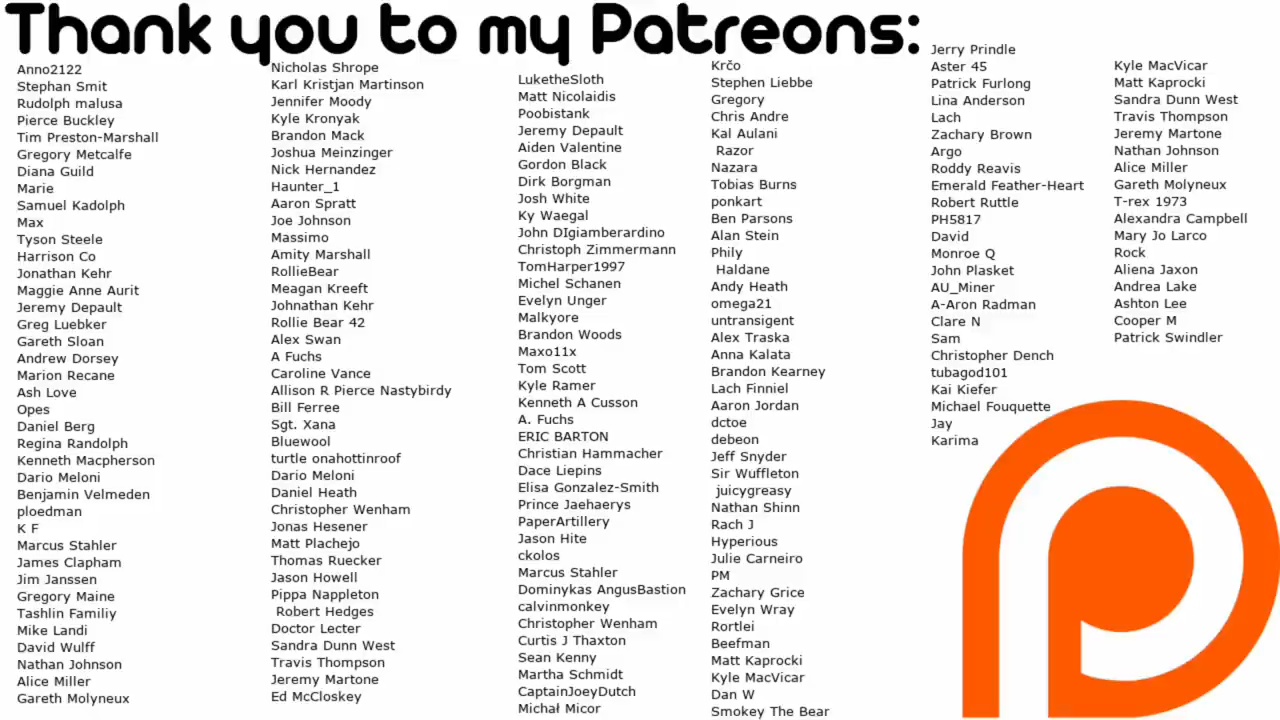 Thank you to my Patreons:
Anno2122
Stephan Smit
Rudolph malusa
Pierce Buckley
Tim Preston-Marshall
Gregory Metcalfe
Diana Guild
Marie
Samuel Kadolph
Max
Tyson Steele
Harrison Co
Jonathan Kehr
Maggie Anne Aurit
Jeremy Depault
Greg Luebker
Gareth Sloan
Andrew Dorsey
Marion Recane
Ash Love
Opes
Daniel Berg
Regina Randolph
Kenneth Macpherson
Dario Meloni
Benjamin Velmeden
ploedman
K F
Marcus Stahler
James Clapham
Jim Janssen
Gregory Maine
Tashlin Familiy
Mike Landi
David Wulff
Nathan Johnson
Alice Miller
Gareth Molyneux
Nicholas Shrope
Karl Kristjan Martinson
Jennifer Moody
Kyle Kronyak
Brandon Mack
Joshua Meinzinger
Nick Hernandez
Haunter_1
Aaron Spratt
Joe Johnson
Massimo
Amity Marshall
RollieBear
Meagan Kreeft
Johnathan Kehr
Rollie Bear 42
Alex Swan
A Fuchs
Caroline Vance
Allison R Pierce Nastybirdy
Bill Ferree
Sgt. Xana
Bluewool
turtle onahottinroof
Dario Meloni
Daniel Heath
Christopher Wenham
Jonas Hesener
Matt Plachejo
Thomas Ruecker
Jason Howell
Pippa Nappleton
Robert Hedges
Doctor Lecter
Sandra Dunn West
Travis Thompson
Jeremy Martone
Ed McCloskey
LuketheSloth
Matt Nicolaidis
Poobistank
Jeremy Depault
Aiden Valentine
Gordon Black
Dirk Borgman
Josh White
Ky Waegal
John DIgiamberardino
Christoph Zimmermann
TomHarper1997
Michel Schanen
Evelyn Unger
Malkyore
Brandon Woods
Maxo11x
Tom Scott
Kyle Ramer
Kenneth A Cusson
A. Fuchs
ERIC BARTON
Christian Hammacher
Dace Liepins
Elisa Gonzalez-Smith
Prince Jaehaerys
PaperArtillery
Jason Hite
ckolos
Marcus Stahler
Dominykas AngusBastion
calvinmonkey
Christopher Wenham
Curtis J Thaxton
Sean Kenny
Martha Schmidt
CaptainJoeyDutch
Michał Micor
Krčo
Stephen Liebbe
Gregory
Chris Andre
Kal Aulani
Razor
Nazara
Tobias Burns
ponkart
Ben Parsons
Alan Stein
Phily
Haldane
Andy Heath
omega21
untransigent
Alex Traska
Anna Kalata
Brandon Kearney
Lach Finniel
Aaron Jordan
dctoe
debeon
Jeff Snyder
Sir Wuffleton
juicygreasy
Nathan Shinn
Rach J
Hyperious
Julie Carneiro
PM
Zachary Grice
Evelyn Wray
Rortlei
Beefman
Matt Kaprocki
Kyle MacVicar
Dan W
Smokey The Bear
Jerry Prindle
Aster 45
Patrick Furlong
Lina Anderson
Lach
Zachary Brown
Argo
Roddy Reavis
Emerald Feather-Heart
Robert Ruttle
PH5817
David
Monroe Q
John Plasket
AU_Miner
A-Aron Radman
Clare N
Sam
Christopher Dench
tubagod101
Kai Kiefer
Michael Fouquette
Jay
Karima
Kyle MacVicar
Matt Kaprocki
Sandra Dunn West
Travis Thompson
Jeremy Martone
Nathan Johnson
Alice Miller
Gareth Molyneux
T-rex 1973
Alexandra Campbell
Mary Jo Larco
Rock
Aliena Jaxon
Andrea Lake
Ashton Lee
Cooper M
Patrick Swindler